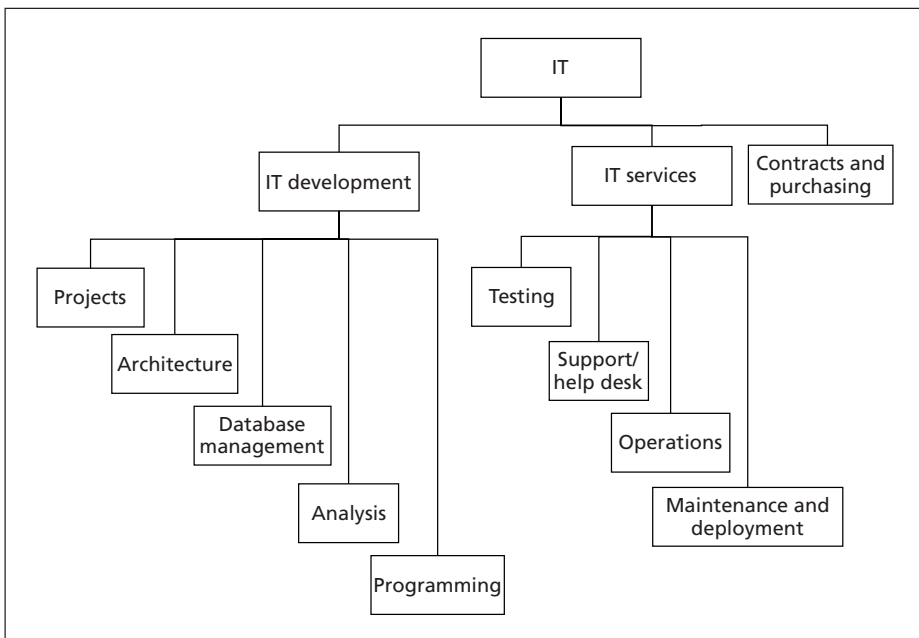 IT
IT development
IT services
Contracts and
purchasing
Projects
Testing
Architecture
Support/
help desk
Database
management
Operations
Analysis
Maintenance and
deployment
Programming